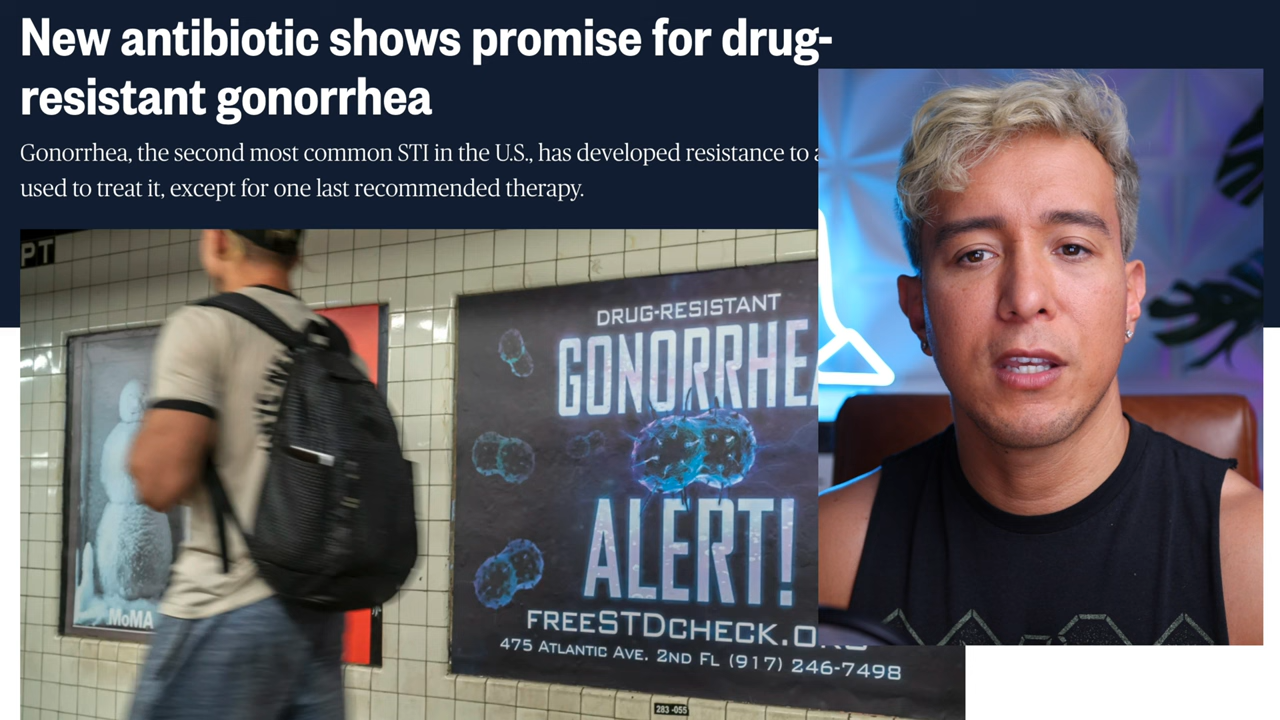 New antibiotic shows promise for drug-
resistant gonorrhea
Gonorrhea, the second most common STI in the U.S., has developed resistance to
used to treat it, except for one last recommended therapy.
PT
MoMA
DRUG-RESISTANT
GONORRHE
ALERT!
FREESTDCHECK.O
475 ATLANTIC AVE. 2ND FL (917) 246-7498
283-055